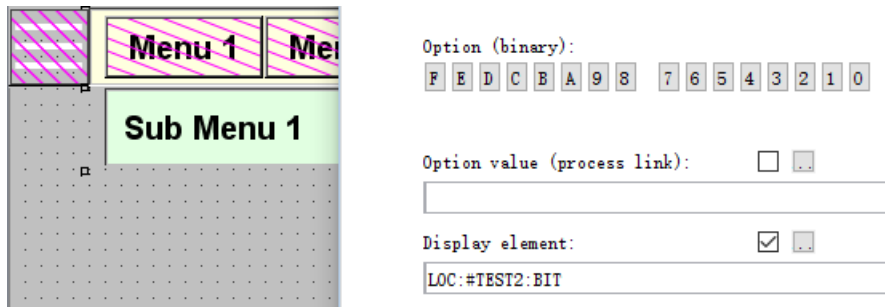 Menu 1 Me
Sub Menu 1
Option (binary):
F E D C B A 9 8 7 6 5 4 3 2 1 0
Option value (process link):
..
Display element:
..
LOC:#TEST2:BIT